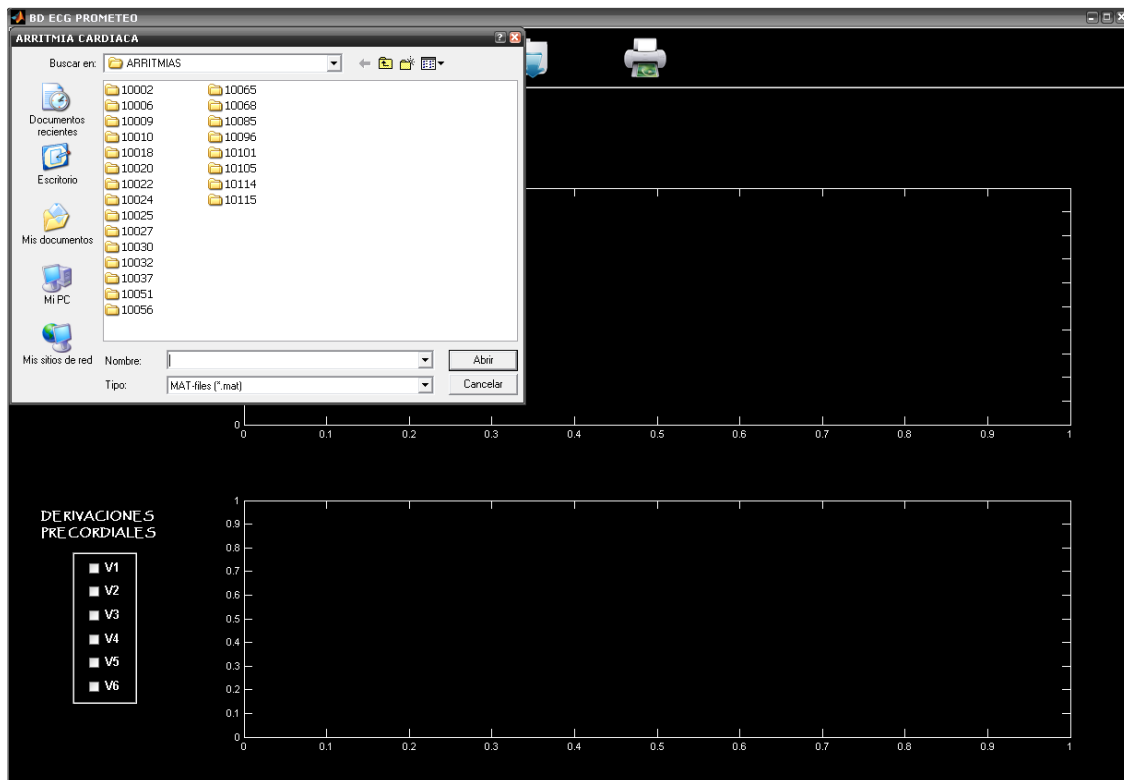 BD ECG PROMETEO
ARRITMIA CARDIACA
Buscar en: ARRITMIAS
10002 10065
10006 10068
10009 10085
10010 10096
10018 10101
10020 10105
10022 10114
10024 10115
10025
10027
10030
10032
10037
10051
10056
Documentos
recientes
Escritorio
Mis documentos
Mi PC
Mis sitios de red
Nombre: Abrir
Tipo: MAT-files (*.mat) Cancelar
0
0 0.1 0.2 0.3 0.4 0.5 0.6 0.7 0.8 0.9 1
DERIVACIONES
PRECORDIALES
V1
V2
V3
V4
V5
V6
1
0.9
0.8
0.7
0.6
0.5
0.4
0.3
0.2
0.1
0
0 0.1 0.2 0.3 0.4 0.5 0.6 0.7 0.8 0.9 1